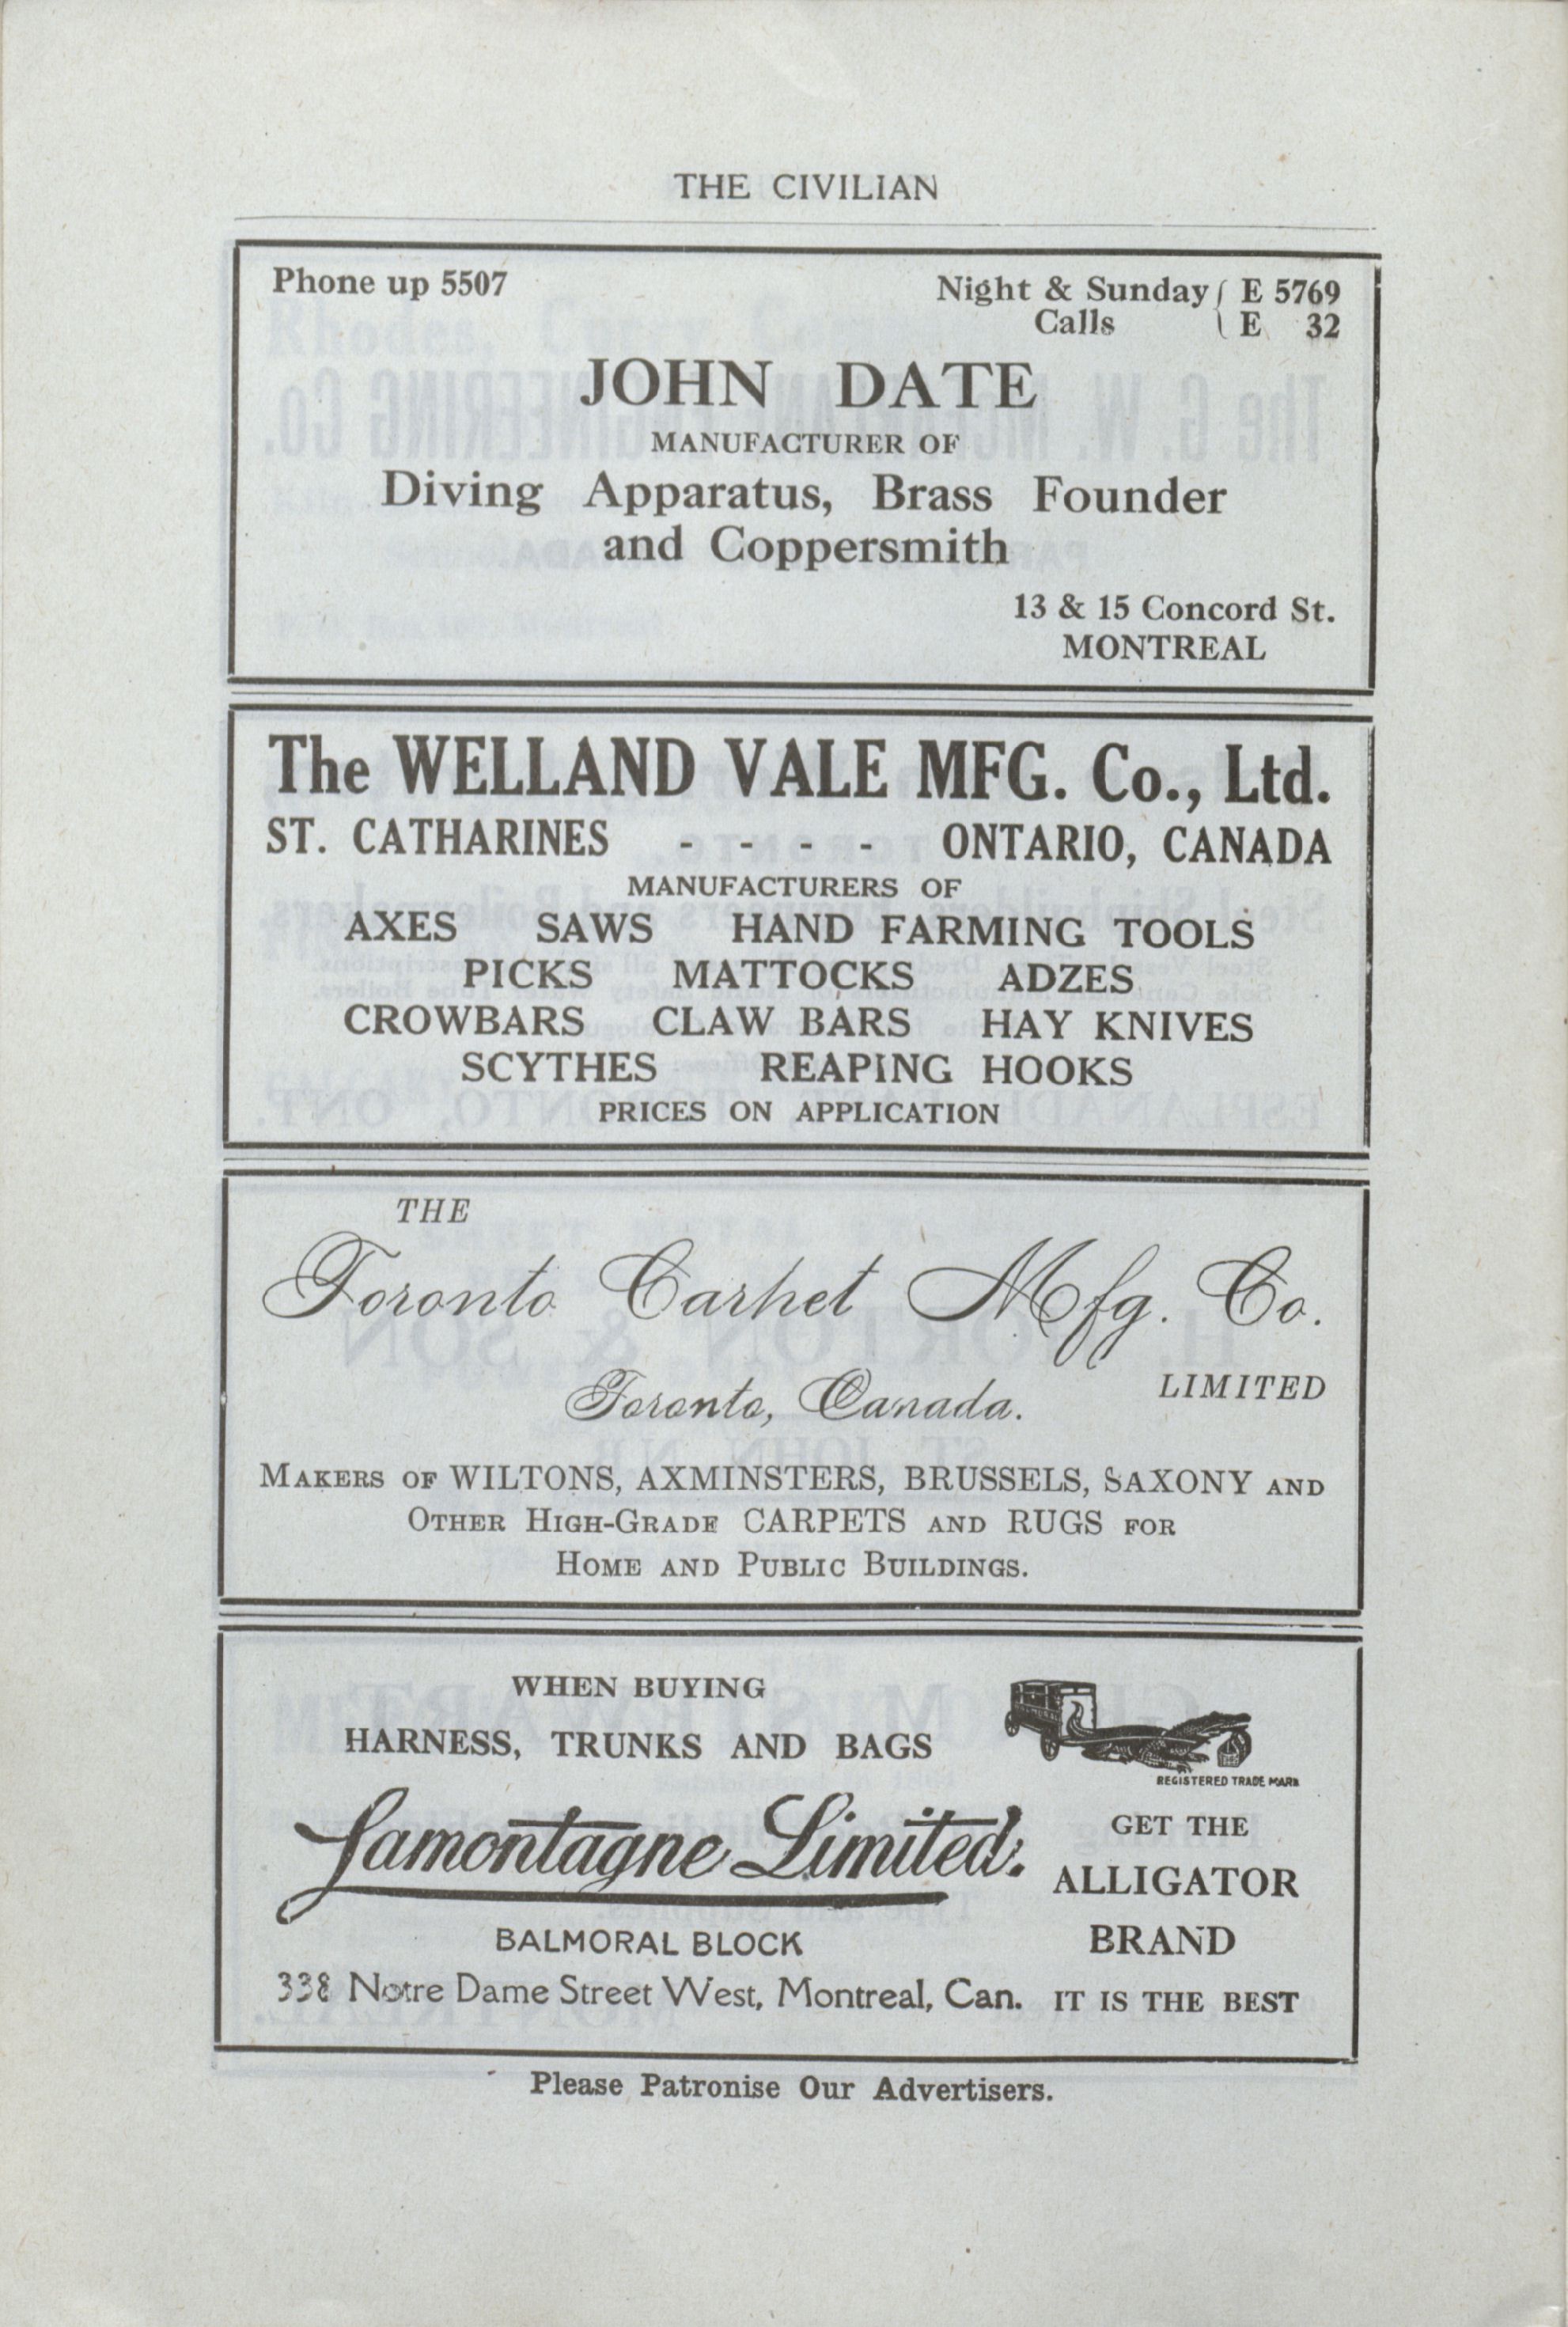 THE CIVILIAN
Phone up 5507
Night & Sunday { E 5769
Calls { E 32
JOHN DATE
MANUFACTURER OF
Diving Apparatus, Brass Founder
and Coppersmith
13 & 15 Concord St.
MONTREAL
The WELLAND VALE MFG. Co., Ltd.
ST. CATHARINES - - - - ONTARIO, CANADA
MANUFACTURERS OF
AXES SAWS HAND FARMING TOOLS
PICKS MATTOCKS ADZES
CROWBARS CLAW BARS HAY KNIVES
SCYTHES REAPING HOOKS
PRICES ON APPLICATION
THE
Toronto Carpet Mfg. Co.
LIMITED
Toronto, Canada.
MAKERS OF WILTONS, AXMINSTERS, BRUSSELS, SAXONY AND
OTHER HIGH-GRADE CARPETS AND RUGS FOR
HOME AND PUBLIC BUILDINGS.
WHEN BUYING
HARNESS, TRUNKS AND BAGS
Lamontagne Limited.
BALMORAL BLOCK
338 Notre Dame Street West, Montreal, Can.
REGISTERED TRADE MARK
GET THE
ALLIGATOR
BRAND
IT IS THE BEST
Please Patronise Our Advertisers.